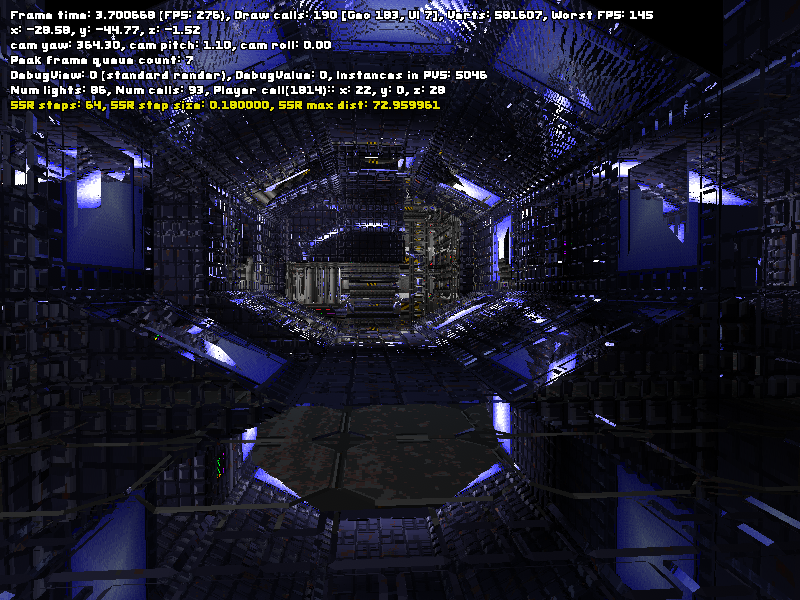 Frame time: 3.700668 (FPS: 276), Draw calls: 190 [Geo 183, UI 7], Verts: 581607, Worst FPS: 145
x: -28.58, y: -44.77, z: -1.52
cam yaw: 364.30, cam pitch: 1.10, cam roll: 0.00
Peak frame queue count: 7
DebugView: 0 (standard render), DebugValue: 0, Instances in PVS: 5046
Num lights: 86, Num cells: 93, Player cell(1814):: x: 22, y: 0, z: 28
SSR steps: 64, SSR step size: 0.180000, SSR max dist: 72.959961